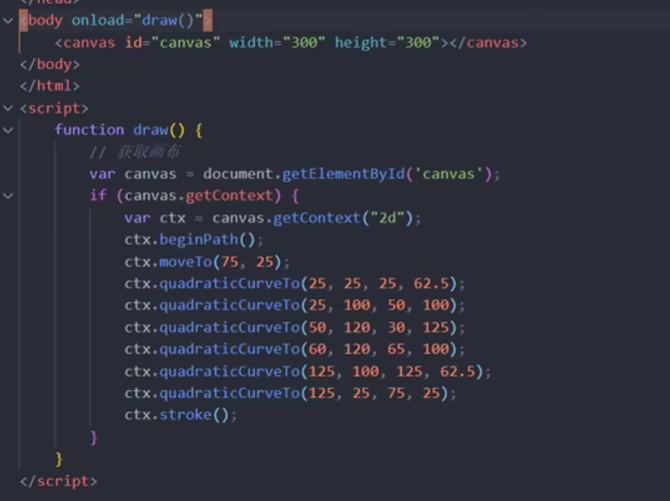 </head>
<body onload="draw()">
    <canvas id="canvas" width="300" height="300"></canvas>
</body>
</html>
<script>
    function draw() {
        // 获取画布
        var canvas = document.getElementById('canvas');
        if (canvas.getContext) {
            var ctx = canvas.getContext("2d");
            ctx.beginPath();
            ctx.moveTo(75, 25);
            ctx.quadraticCurveTo(25, 25, 25, 62.5);
            ctx.quadraticCurveTo(25, 100, 50, 100);
            ctx.quadraticCurveTo(50, 120, 30, 125);
            ctx.quadraticCurveTo(60, 120, 65, 100);
            ctx.quadraticCurveTo(125, 100, 125, 62.5);
            ctx.quadraticCurveTo(125, 25, 75, 25);
            ctx.stroke();
        }
    }
</script>